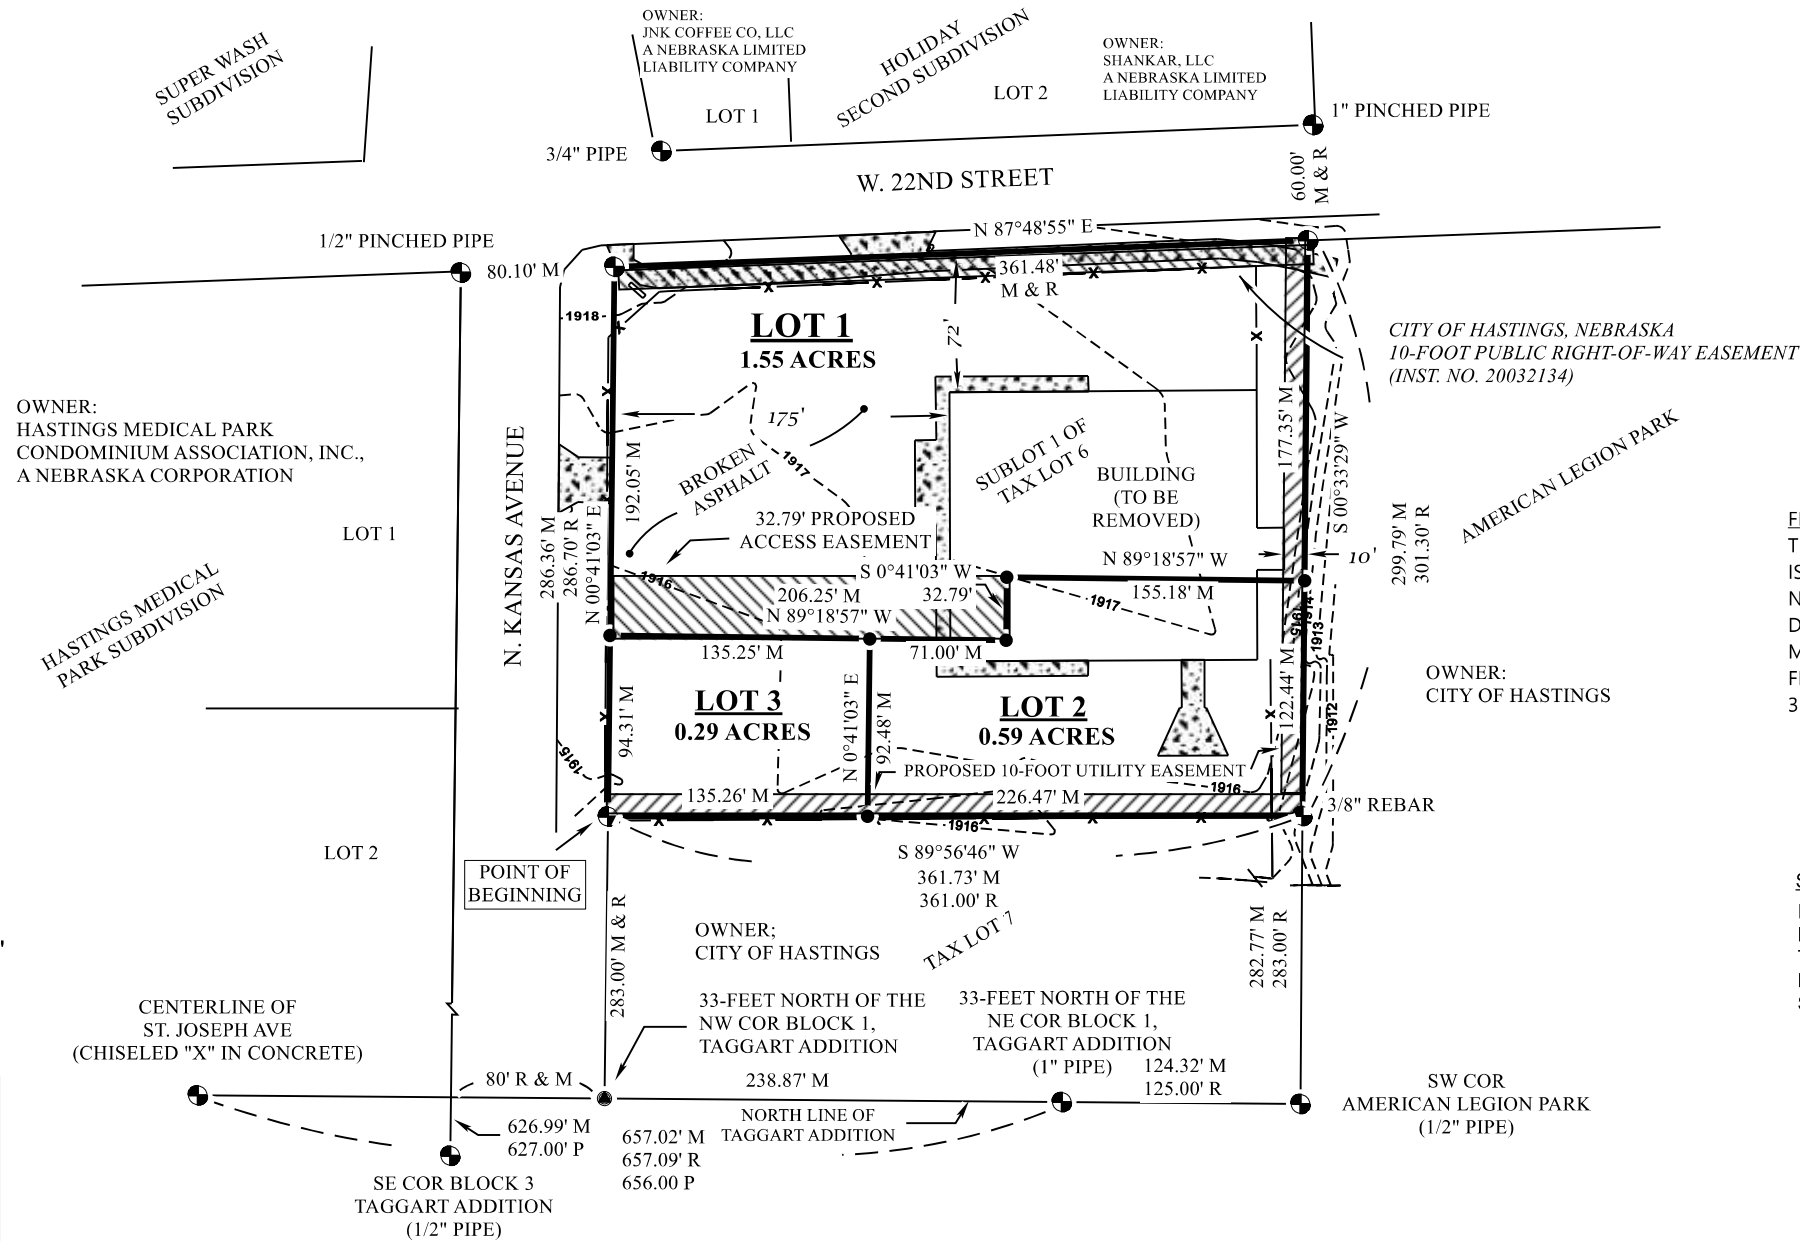 OWNER:
JNK COFFEE CO, LLC
A NEBRASKA LIMITED
LIABILITY COMPANY
HOLIDAY
SECOND SUBDIVISION
OWNER:
SHANKAR, LLC
A NEBRASKA LIMITED
LIABILITY COMPANY
SUPER WASH
SUBDIVISION
LOT 1
LOT 2
1" PINCHED PIPE
3/4" PIPE
60.00'
M & R
W. 22ND STREET
1/2" PINCHED PIPE
80.10' M
N 87°48'55" E
361.48'
M & R
1918
LOT 1
1.55 ACRES
72'
CITY OF HASTINGS, NEBRASKA
10-FOOT PUBLIC RIGHT-OF-WAY EASEMENT
(INST. NO. 20032134)
OWNER:
HASTINGS MEDICAL PARK
CONDOMINIUM ASSOCIATION, INC.,
A NEBRASKA CORPORATION
175'
177.35' M
S 00°33'29" W
AMERICAN LEGION PARK
192.05' M
BROKEN
ASPHALT
1917
SUBLOT 1 OF
TAX LOT 6
BUILDING
(TO BE
REMOVED)
N. KANSAS AVENUE
LOT 1
286.36' M
286.70' R
N 00°41'03" E
32.79' PROPOSED
ACCESS EASEMENT
299.79' M
301.30' R
10'
N 89°18'57" W
S 0°41'03" W
1916
206.25' M
32.79'
155.18' M
N 89°18'57" W
1917
1915
1914
1913
HASTINGS MEDICAL
PARK SUBDIVISION
135.25' M
71.00' M
122.44' M
OWNER:
CITY OF HASTINGS
LOT 3
0.29 ACRES
LOT 2
0.59 ACRES
94.31' M
N 0°41'03" E
92.48' M
1912
1915
PROPOSED 10-FOOT UTILITY EASEMENT
1916
135.26' M
226.47' M
3/8" REBAR
1916
LOT 2
S 89°56'46" W
361.73' M
361.00' R
POINT OF
BEGINNING
283.00' M & R
OWNER;
CITY OF HASTINGS
TAX LOT 7
282.77' M
283.00' R
CENTERLINE OF
ST. JOSEPH AVE
(CHISELED "X" IN CONCRETE)
33-FEET NORTH OF THE
NW COR BLOCK 1,
TAGGART ADDITION
33-FEET NORTH OF THE
NE COR BLOCK 1,
TAGGART ADDITION
(1" PIPE)
124.32' M
125.00' R
80' R & M
238.87' M
SW COR
AMERICAN LEGION PARK
(1/2" PIPE)
NORTH LINE OF
TAGGART ADDITION
626.99' M
627.00' P
657.02' M
657.09' R
656.00 P
SE COR BLOCK 3
TAGGART ADDITION
(1/2" PIPE)